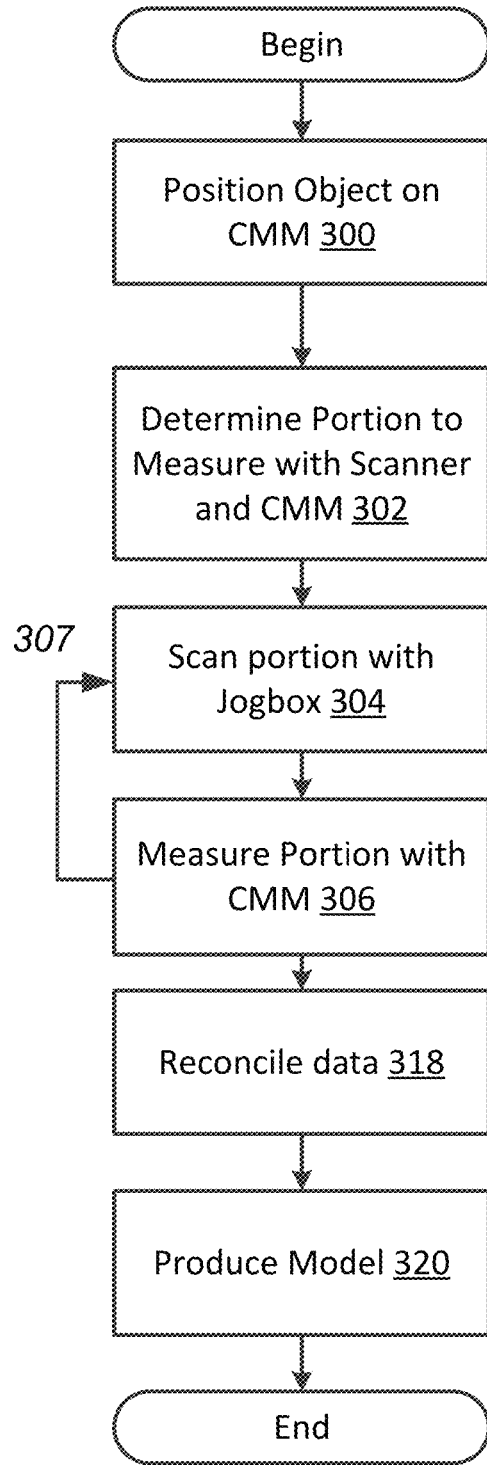 Begin
Position Object on
CMM 300
Determine Portion to
Measure with Scanner
and CMM 302
307
Scan portion with
Jogbox 304
Measure Portion with
CMM 306
Reconcile data 318
Produce Model 320
End